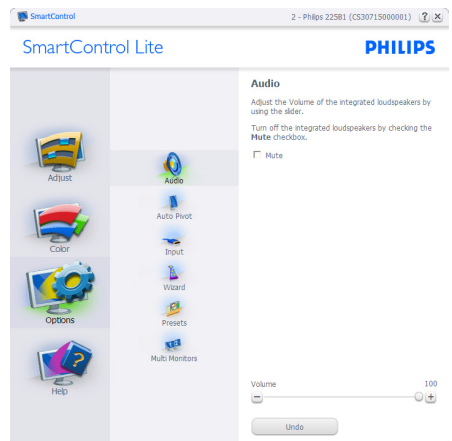 SmartControl
2 - Philips 225B1 (CS30715000001)
SmartControl Lite
PHILIPS
Adjust
Color
Options
Help
Audio
Auto Pivot
Input
Wizard
Presets
Multi Monitors
Audio
Adjust the Volume of the integrated loudspeakers by
using the slider.
Turn off the integrated loudspeakers by checking the
Mute checkbox.
Mute
Volume 100
Undo